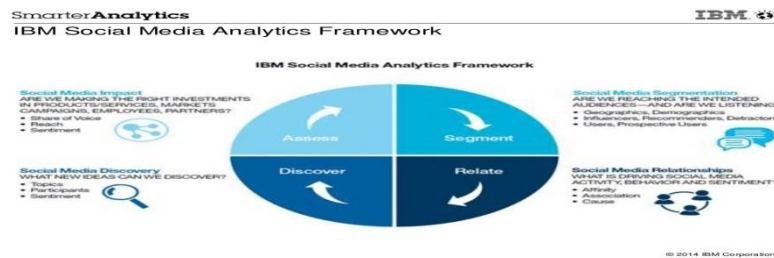 SmarterAnalytics
IBM
IBM Social Media Analytics Framework
IBM Social Media Analytics Framework
Social Media Impact
ARE WE MAKING THE RIGHT INVESTMENTS
IN PRODUCTS/SERVICES, MARKETS
CAMPAIGNS, EMPLOYEES, PARTNERS?
• Share of Voice
• Reach
• Sentiment
Assess
Segment
Social Media Segmentation
ARE WE REACHING THE INTENDED
AUDIENCES—AND ARE WE LISTENING
• Geographics, Demographics
• Influencers, Recommenders, Detractors
• Users, Prospective Users
Social Media Discovery
WHAT NEW IDEAS CAN WE DISCOVER?
• Topics
• Participants
• Sentiment
Discover
Relate
Social Media Relationships
WHAT IS DRIVING SOCIAL MEDIA
ACTIVITY, BEHAVIOR AND SENTIMENT?
• Affinity
• Association
• Cause
© 2014 IBM Corporation